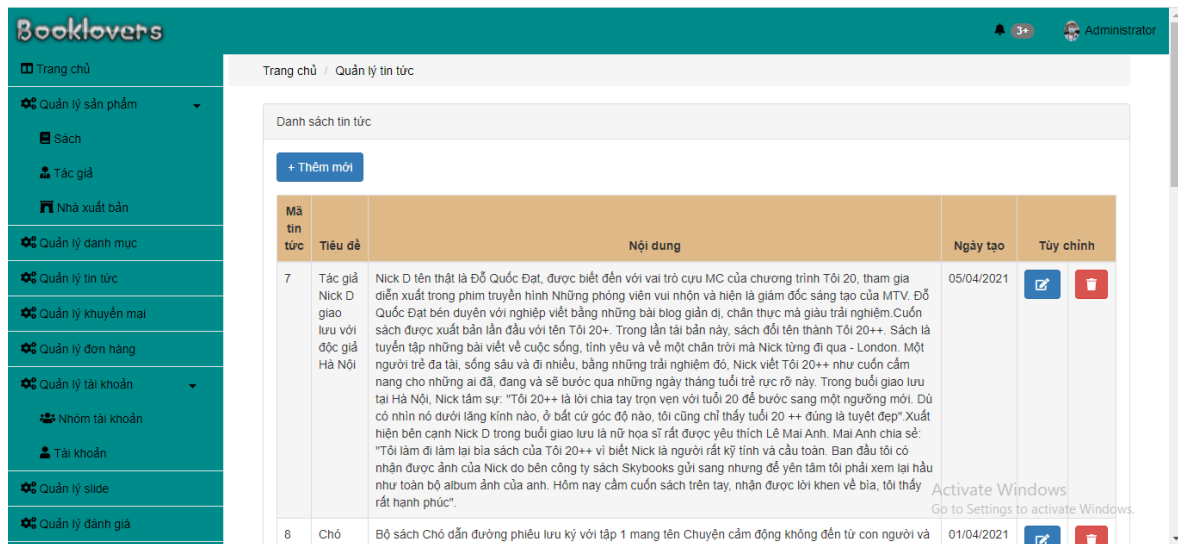 Booklovers
3+
Administrator
Trang chủ
Quản lý sản phẩm
Sách
Tác giả
Nhà xuất bản
Quản lý danh mục
Quản lý tin tức
Quản lý khuyến mại
Quản lý đơn hàng
Quản lý tài khoản
Nhóm tài khoản
Tài khoản
Quản lý slide
Quản lý đánh giá
Trang chủ / Quản lý tin tức
Danh sách tin tức
+ Thêm mới
Mã
tin
tức
Tiêu đề
Nội dung
Ngày tạo
Tùy chỉnh
7
Tác giả
Nick D
giao
lưu với
độc giả
Hà Nội
Nick D tên thật là Đỗ Quốc Đạt, được biết đến với vai trò cựu MC của chương trình Tôi 20, tham gia
diễn xuất trong phim truyền hình Những phóng viên vui nhộn và hiện là giám đốc sáng tạo của MTV. Đỗ
Quốc Đạt bén duyên với nghiệp viết bằng những bài blog giản dị, chân thực mà giàu trải nghiệm.Cuốn
sách được xuất bản lần đầu với tên Tôi 20+. Trong lần tái bản này, sách đổi tên thành Tôi 20++. Sách là
tuyển tập những bài viết về cuộc sống, tình yêu và về một chân trời mà Nick từng đi qua - London. Một
người trẻ đa tài, sống sâu và đi nhiều, bằng những trải nghiệm đó, Nick viết Tôi 20++ như cuốn cẩm
nang cho những ai đã, đang và sẽ bước qua những ngày tháng tuổi trẻ rực rỡ này. Trong buổi giao lưu
tại Hà Nội, Nick tâm sự: "Tôi 20++ là lời chia tay trọn vẹn với tuổi 20 để bước sang một ngưỡng mới. Dù
có nhìn nó dưới lăng kính nào, ở bất cứ góc độ nào, tôi cũng chỉ thấy tuổi 20 ++ đúng là tuyệt đẹp".Xuất
hiện bên cạnh Nick D trong buổi giao lưu là nữ họa sĩ rất được yêu thích Lê Mai Anh. Mai Anh chia sẻ:
"Tôi làm đi làm lại bìa sách của Tôi 20++ vì biết Nick là người rất kỹ tính và cầu toàn. Ban đầu tôi có
nhận được ảnh của Nick do bên công ty sách Skybooks gửi sang nhưng để yên tâm tôi phải xem lại hầu
như toàn bộ album ảnh của anh. Hôm nay cầm cuốn sách trên tay, nhận được lời khen về bìa, tôi thấy
rất hạnh phúc".
05/04/2021
8
Chó
Bộ sách Chó dẫn đường phiêu lưu ký với tập 1 mang tên Chuyện cảm động không đến từ con người và
01/04/2021
Activate Windows
Go to Settings to activate Windows.